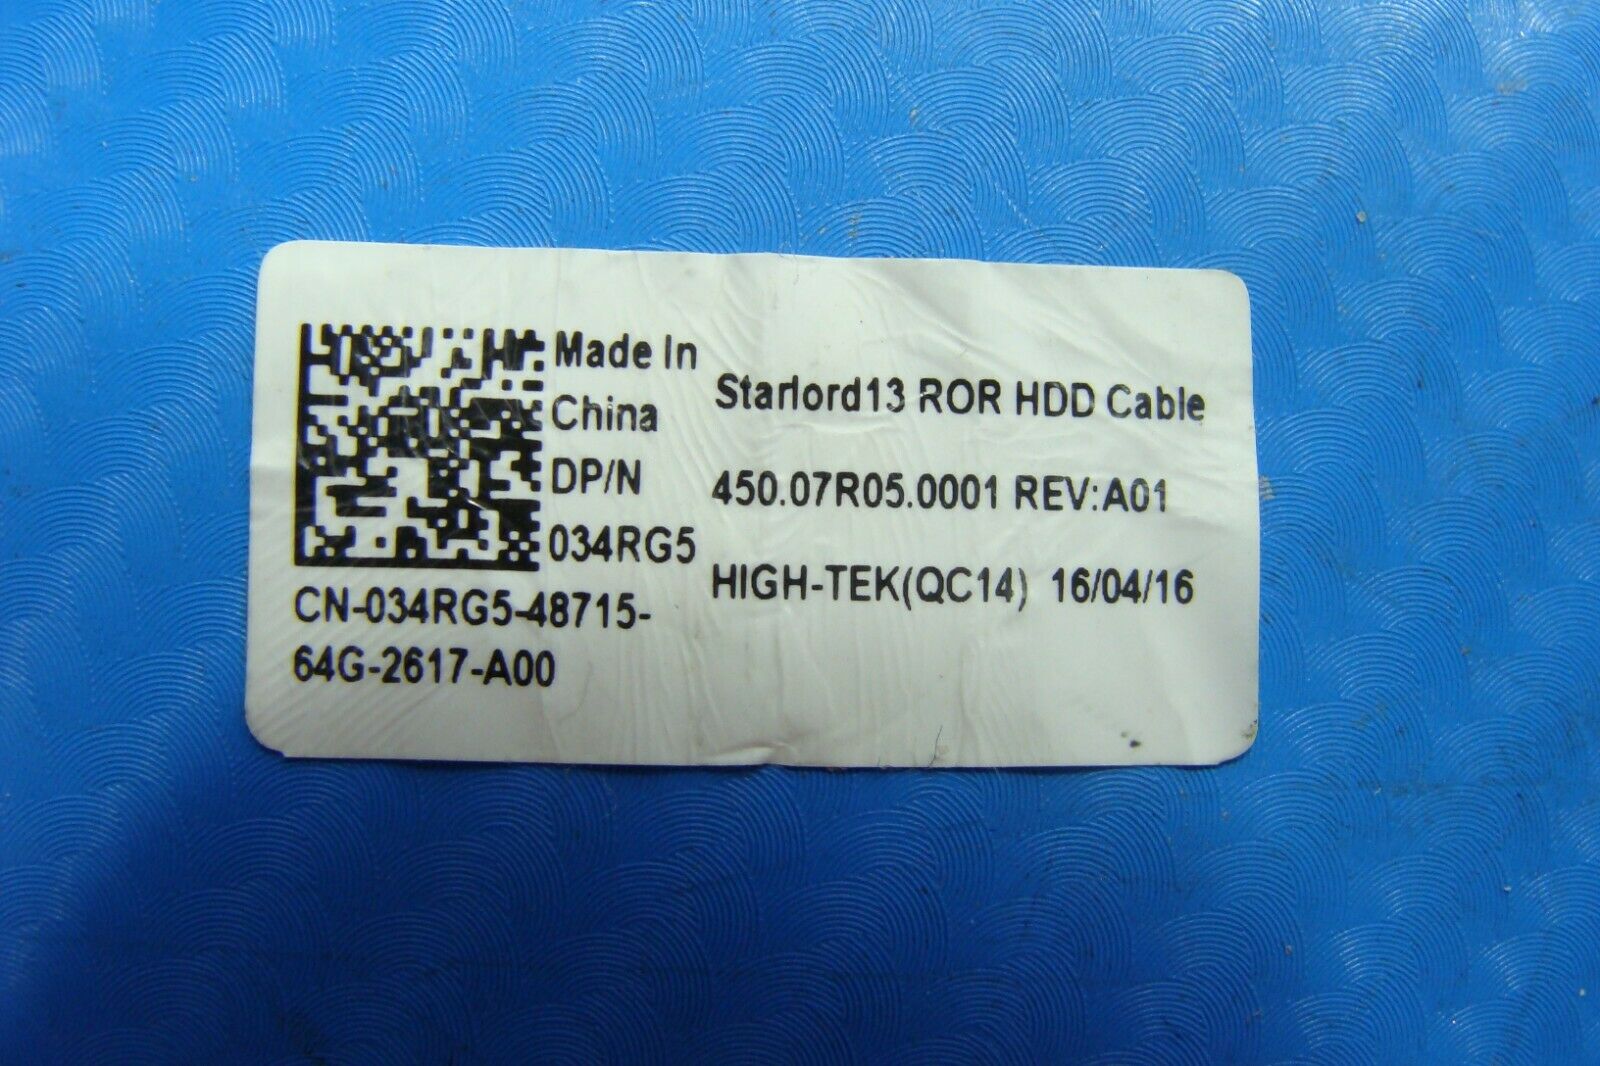 Made In
China
DP/N
034RG5
CN-034RG5-48715-
64G-2617-A00
Starlord13 ROR HDD Cable
450.07R05.0001 REV:A01
HIGH-TEK(QC14) 16/04/16